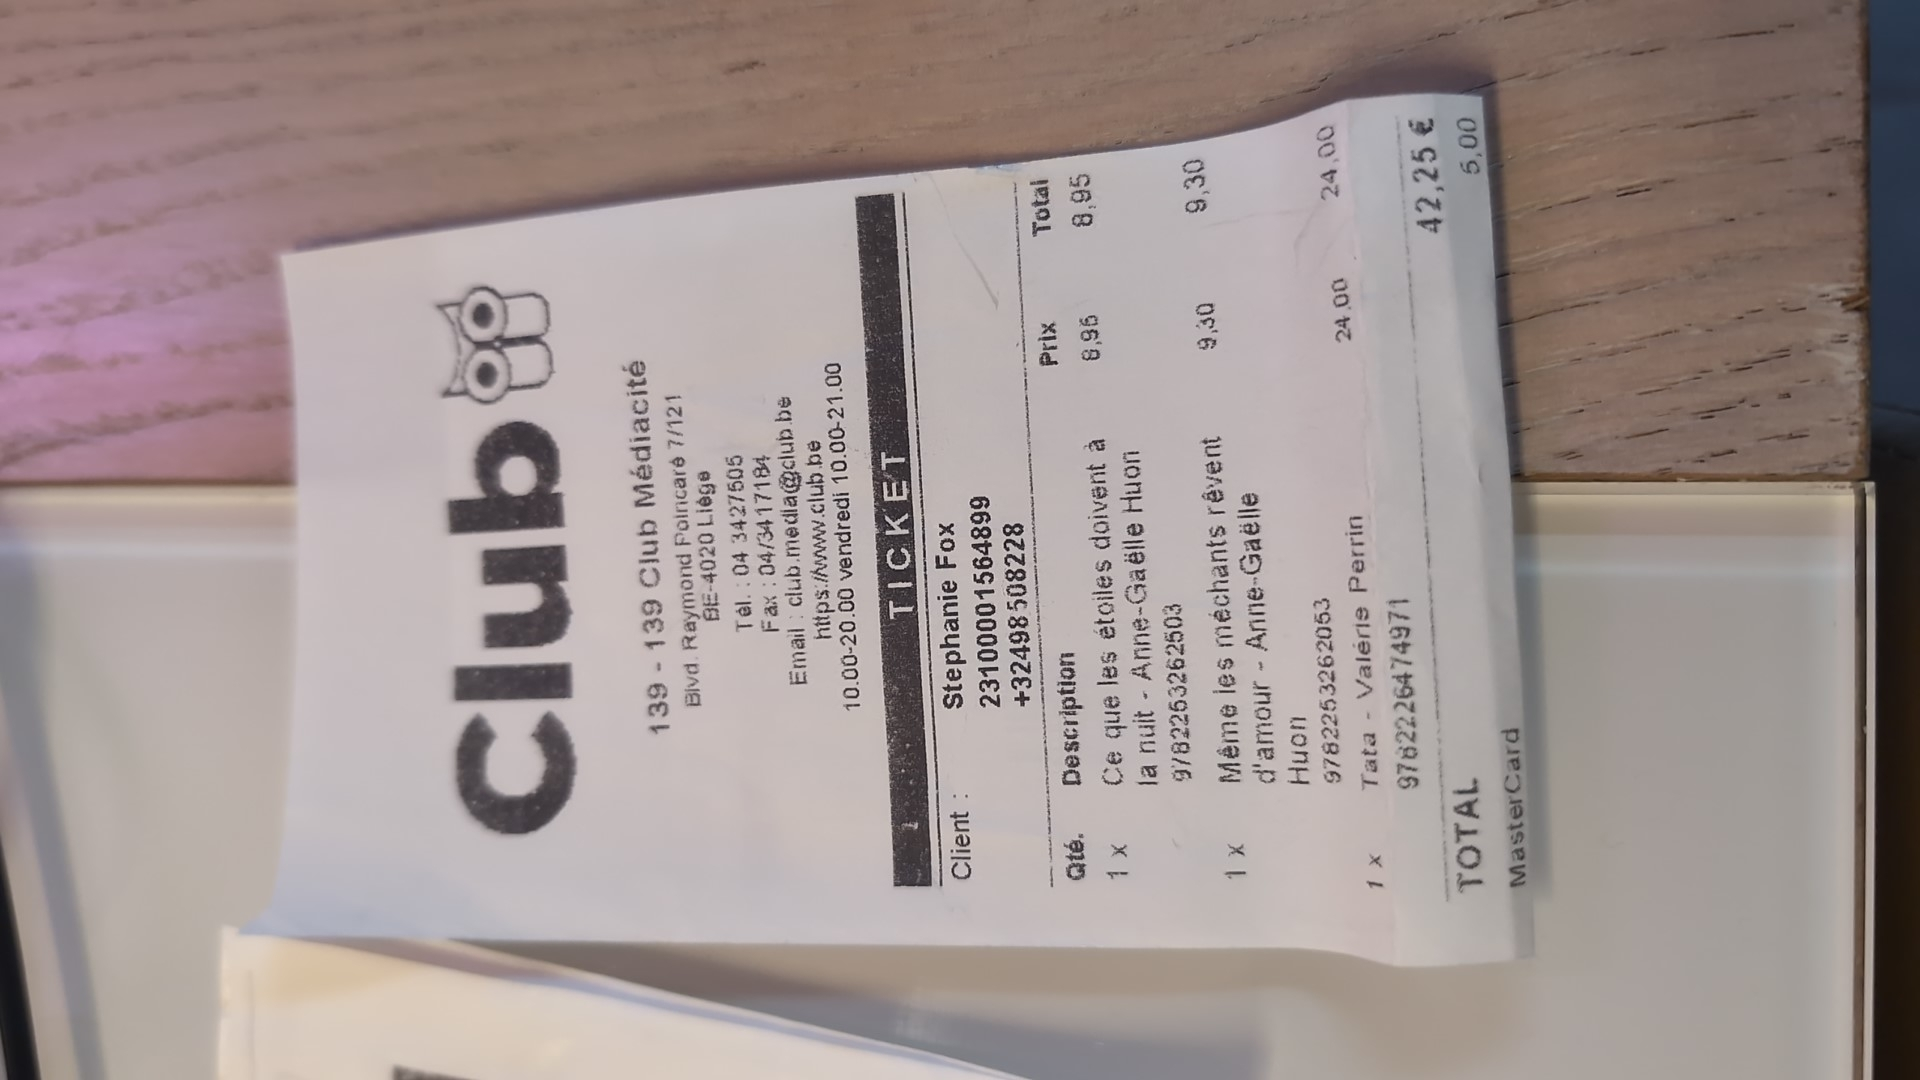 Club
139 - 139 Club Médiacité
Blvd. Raymond Poincaré 7/121
BE-4020 Liège
Tél. : 04 3427505
Fax : 04/3417184
Email : club.media@club.be
https://www.club.be
10.00-20.00 vendredi 10.00-21.00
TICKET
Client : Stephanie Fox
23100001564899
+32498508228
Qté. Description Prix Total
1 x Ce que les étoiles doivent à 8,95 8,95
la nuit - Anne-Gaëlle Huon
9782253262503
1 x Même les méchants rêvent 9,30 9,30
d'amour - Anne-Gaëlle
Huon
9782253262053
1 x Tata - Valérie Perrin 24,00 24,00
9782226474971
TOTAL 42,25 €
MasterCard 5,00